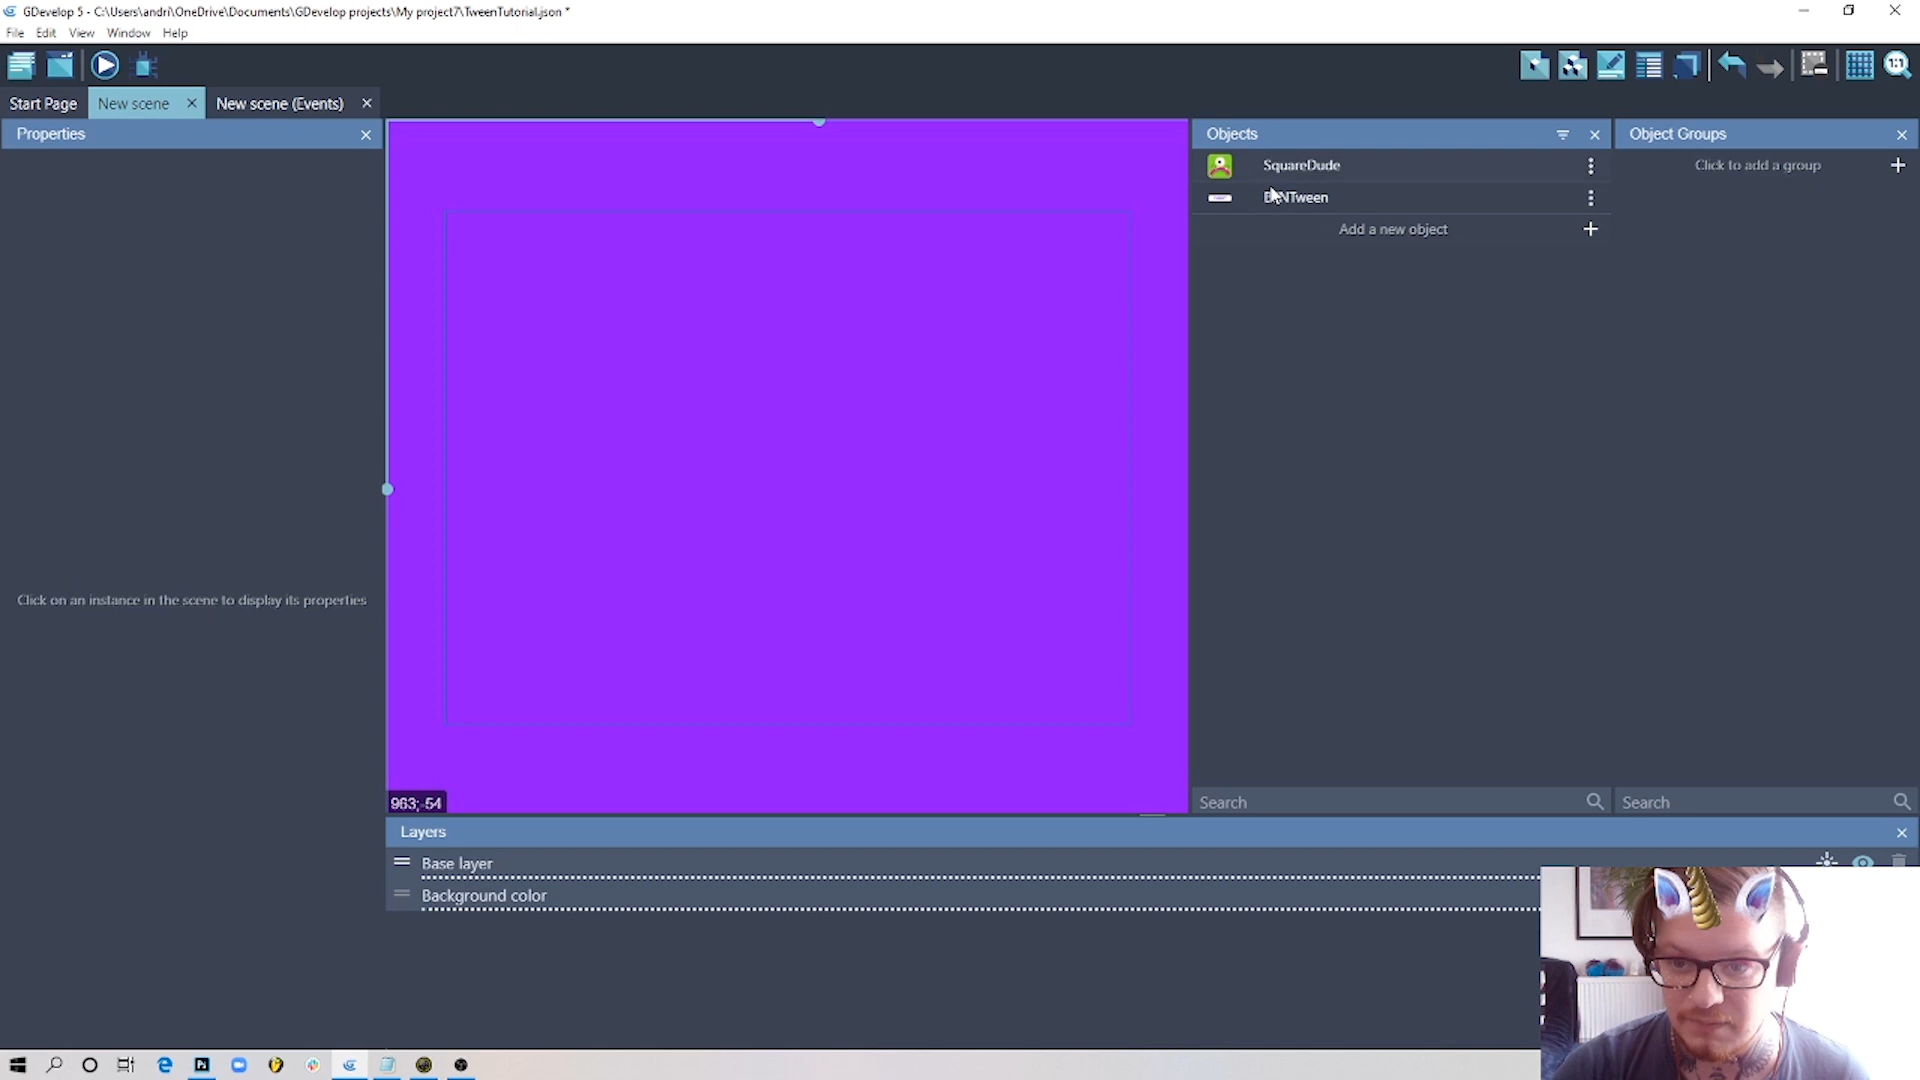 GDevelop 5 - C:\Users\andri\OneDrive\Documents\GDevelop projects\My project7\TweenTutorial.json *
File Edit View Window Help
1:1
Start Page New scene New scene (Events)
Properties
Objects
Object Groups
SquareDude
Click to add a group
Add a new object
Click on an instance in the scene to display its properties
963;-54
Search
Search
Layers
Base layer
Background color